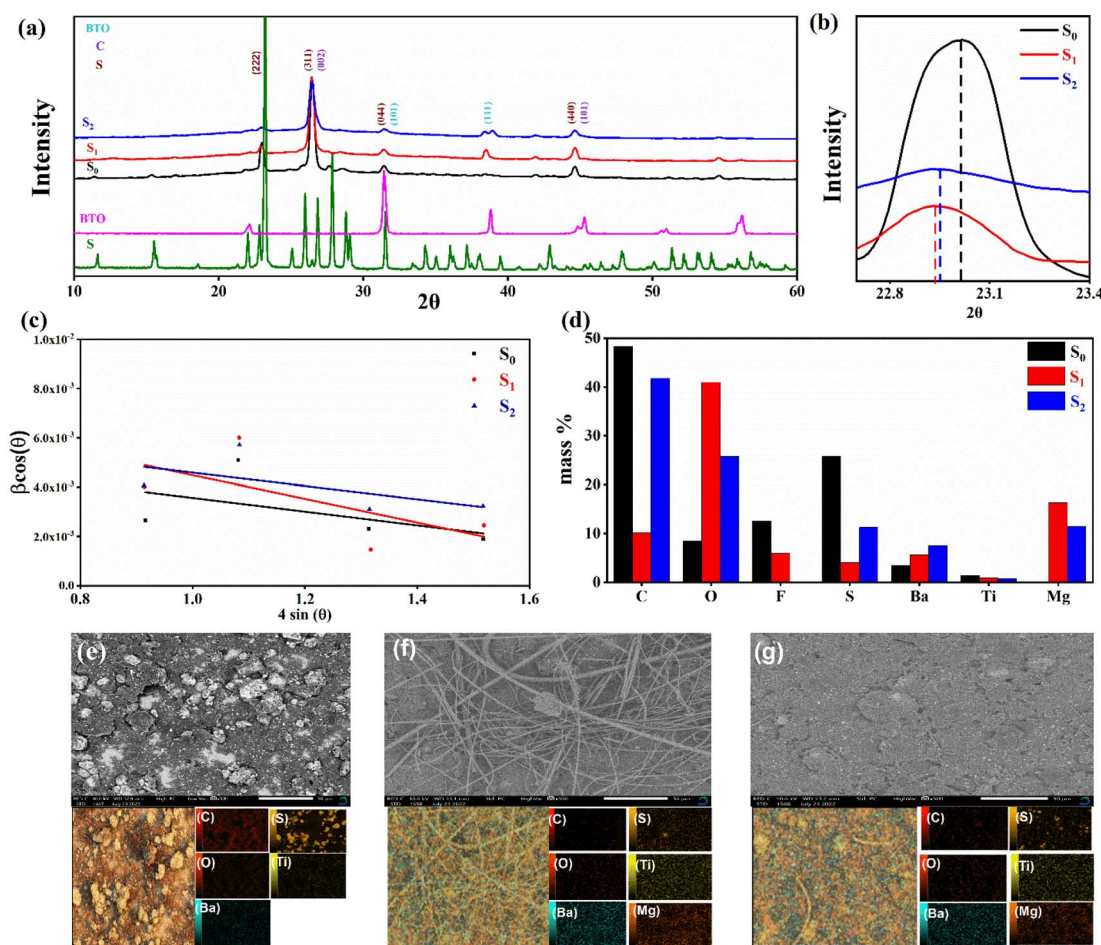 (a)
BTO
C
S
(222)
(311)
(002)
(044)
(101)
(111)
(440)
(101)
S2
S1
S0
BTO
S
Intensity
10 20 30 40 50 60
2θ
(b)
S0
S1
S2
Intensity
22.8 23.1 23.4
2θ
(c)
S0
S1
S2
1.0x10-2
8.0x10-3
6.0x10-3
4.0x10-3
2.0x10-3
0.0
βcos(θ)
0.8 1.0 1.2 1.4 1.6
4 sin (θ)
(d)
S0
S1
S2
50
40
30
20
10
0
mass %
C O F S Ba Ti Mg
(e)
(f)
(g)
(C) (S)
(O) (Ti)
(Ba)
(C) (S)
(O) (Ti)
(Ba) (Mg)
(C) (S)
(O) (Ti)
(Ba) (Mg)